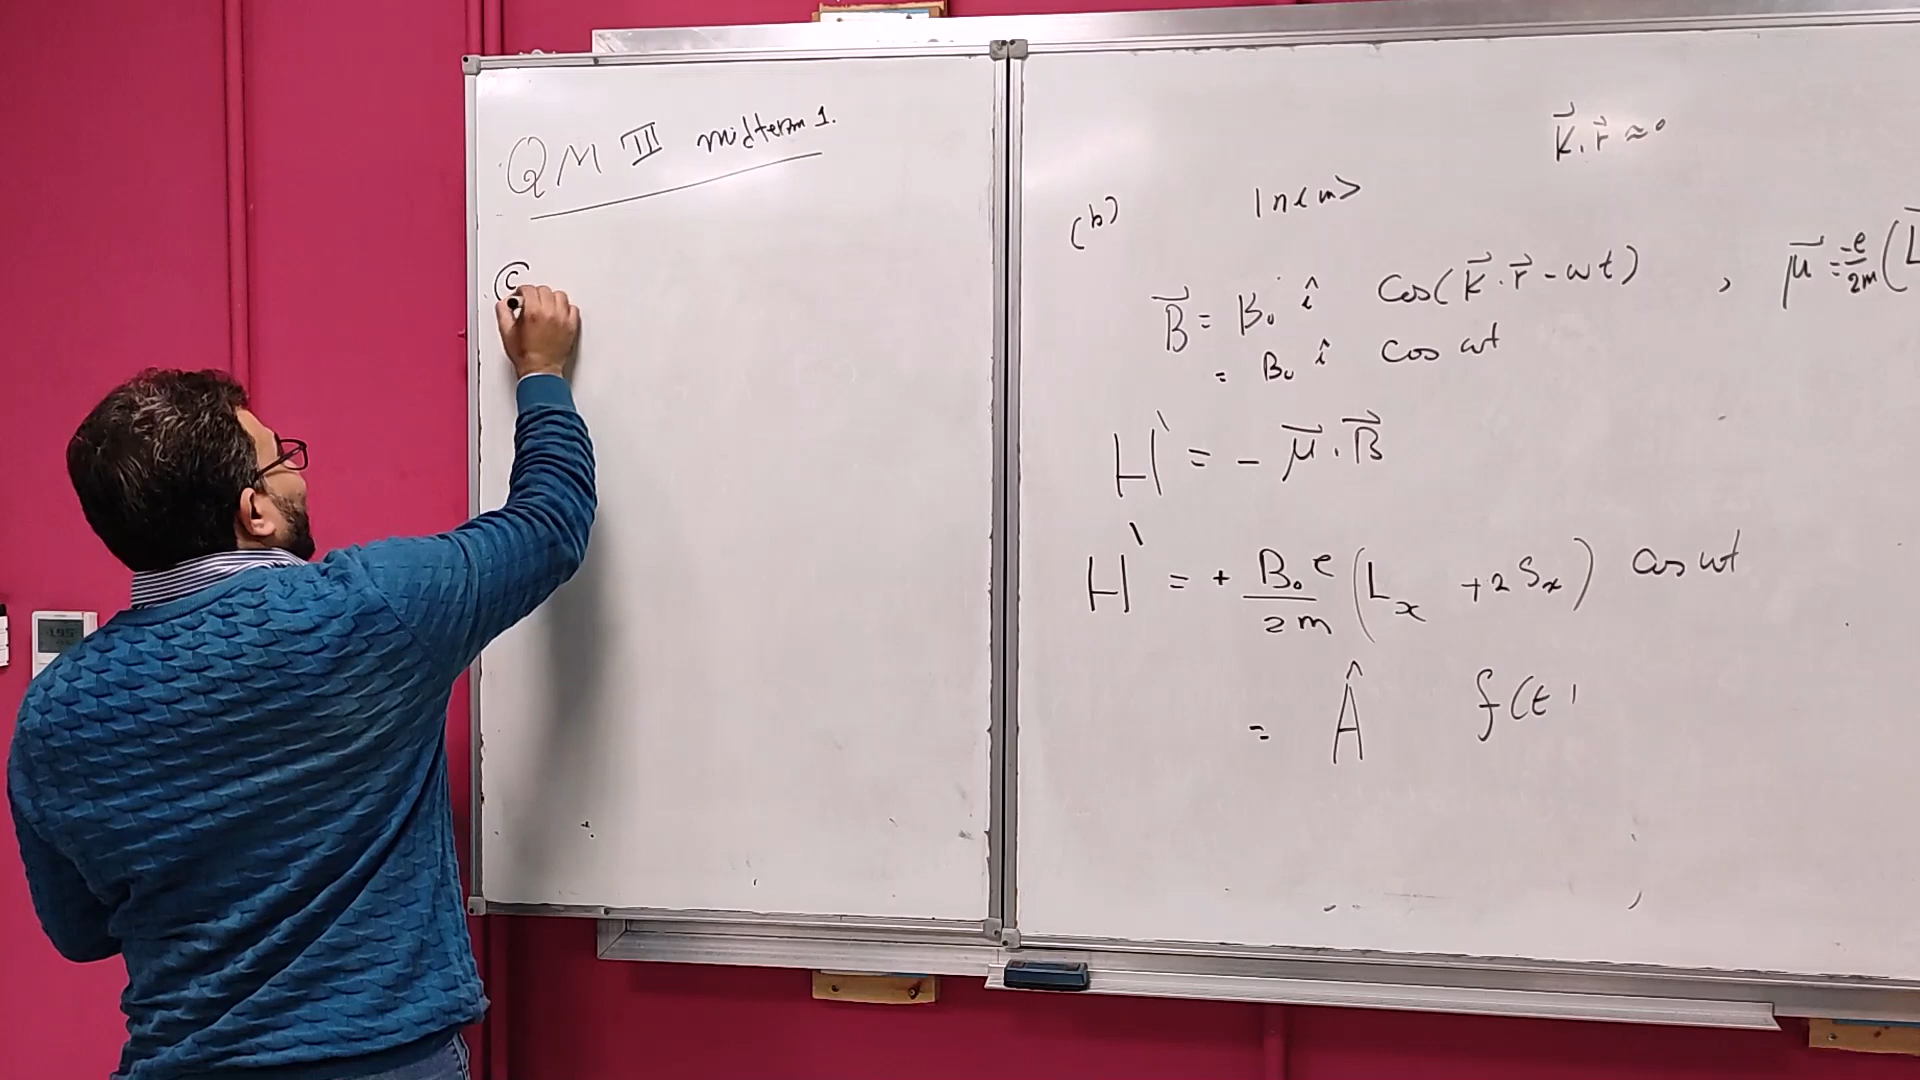 QM III midterm 1.
(c
k⃗.r⃗ ≈ 0
(b) |nlm>
B⃗ = B₀ î cos(k⃗.r⃗ - ωt) , μ⃗ = -e/2m (L
= B₀ î cos ωt
H` = - μ⃗.B⃗
H` = + B₀e/2m (Lₓ + 2Sₓ) cos ωt
= Â f(t)